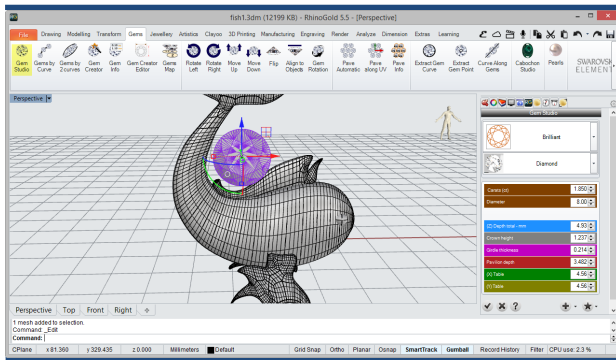 fish1.3dm (12199 KB) - RhinoGold 5.5 - [Perspective]
File Drawing Modelling Transform Gems Jewellery Artistics Clayoo 3D Printing Manufacturing Engraving Render Analyze Dimension Extras Learning
Gem Studio
Gems by Curve
Gems by 2 curves
Gem Creator
Gem Info
Gem Creator Editor
Gems Map
Rotate Left
Rotate Right
Move Up
Move Down
Flip
Align to Objects
Gem Rotation
Pave Automatic
Pave along UV
Pave Info
Extract Gem Curve
Extract Gem Point
Curve Along Gems
Cabochon Studio
Pearls
SWAROVSK
ELEMEN
Perspective
Gem Studio
Brilliant
Diamond
Carats (ct) 1.850
Diameter 8.00
(Z) Depth total - mm 4.93
Crown height 1.237
Girdle thickness 0.214
Pavilion depth 3.482
(X) Table 4.56
(Y) Table 4.56
Perspective Top Front Right
1 mesh added to selection.
Command: _Edit
Command:
CPlane x 81.360 y 329.435 z 0.000 Millimeters Default Grid Snap Ortho Planar Osnap SmartTrack Gumball Record History Filter CPU use: 2.3 %